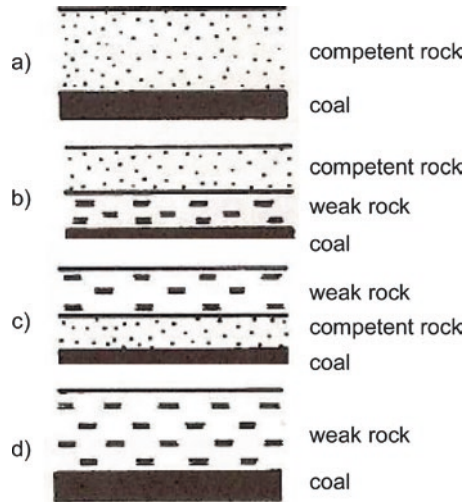 a)
competent rock
coal
b)
competent rock
weak rock
coal
c)
weak rock
competent rock
coal
d)
weak rock
coal